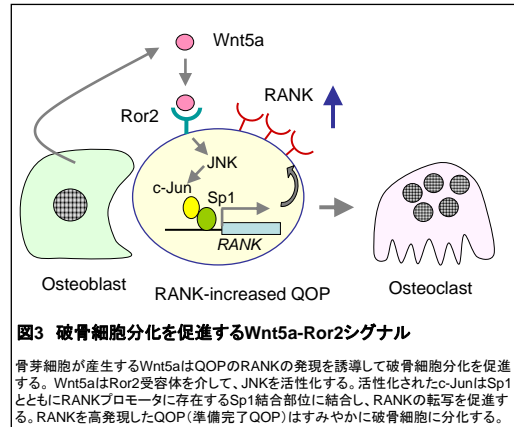 Wnt5a
RANK
Ror2
JNK
c-Jun
Sp1
RANK
Osteoblast
RANK-increased QOP
Osteoclast
図3 破骨細胞分化を促進するWnt5a-Ror2シグナル
骨芽細胞が産生するWnt5aはQOPのRANKの発現を誘導して破骨細胞分化を促進
する。 Wnt5aはRor2受容体を介して、JNKを活性化する。活性化されたc-JunはSp1
とともにRANKプロモータに存在するSp1結合部位に結合し、RANKの転写を促進す
る。RANKを高発現したQOP(準備完了QOP)はすみやかに破骨細胞に分化する。